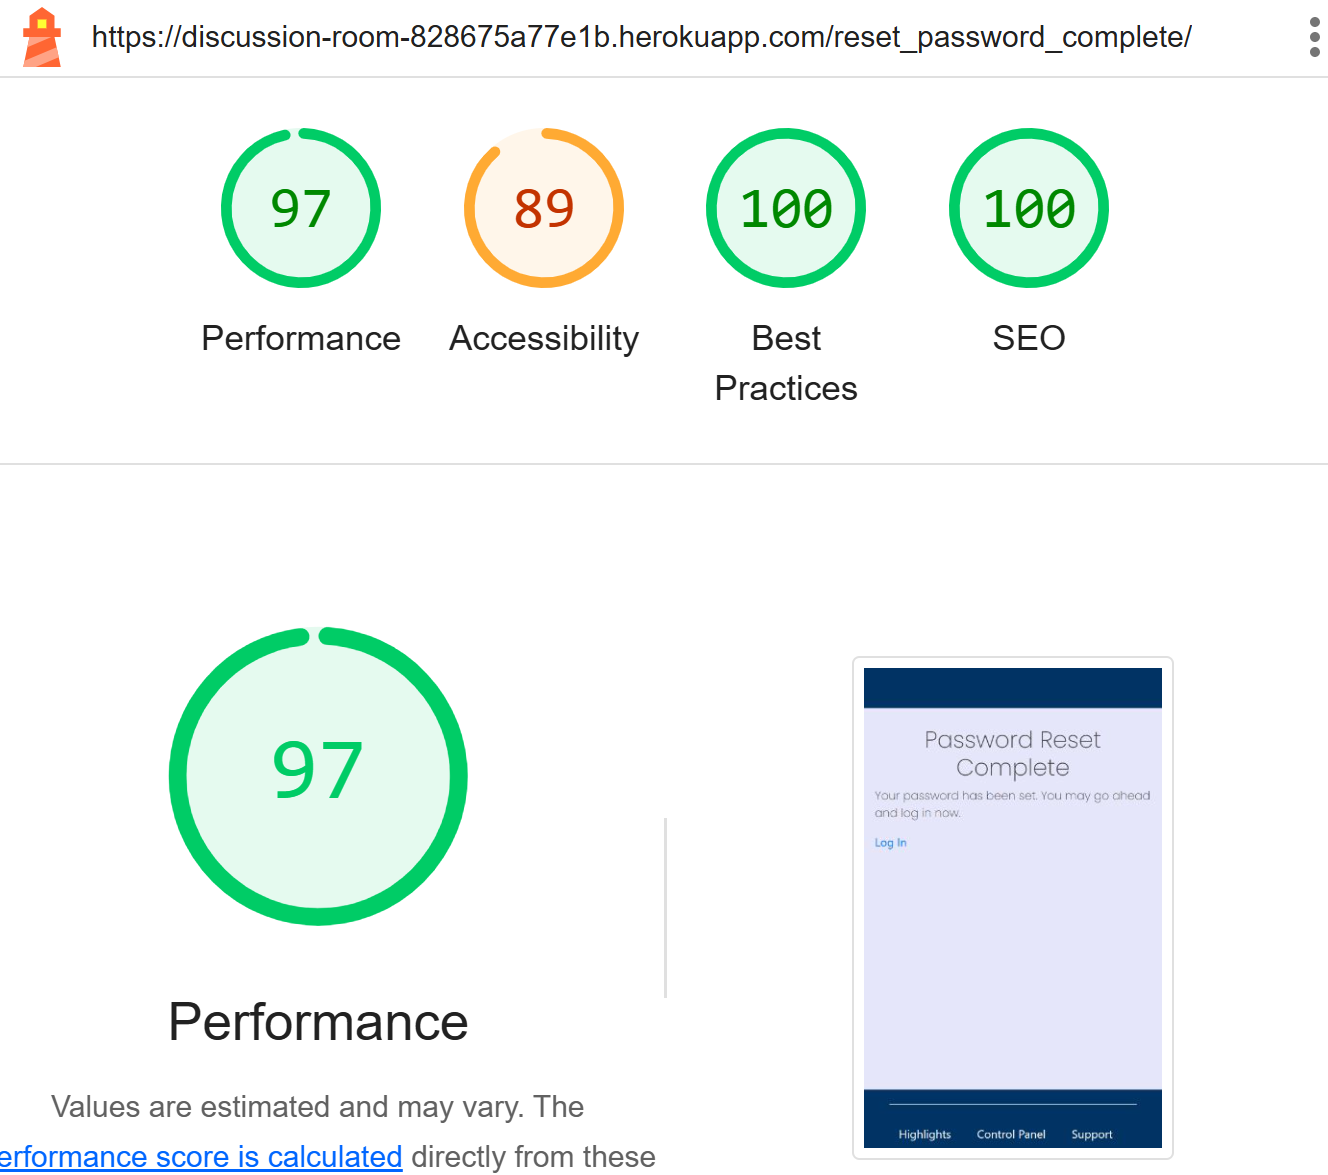 https://discussion-room-828675a77e1b.herokuapp.com/reset_password_complete/
97
89
100
100
Performance
Accessibility
Best
Practices
SEO
97
Performance
Values are estimated and may vary. The
erformance score is calculated directly from these
Password Reset
Complete
Your password has been set. You may go ahead
and log in now.
Log In
Highlights
Control Panel
Support